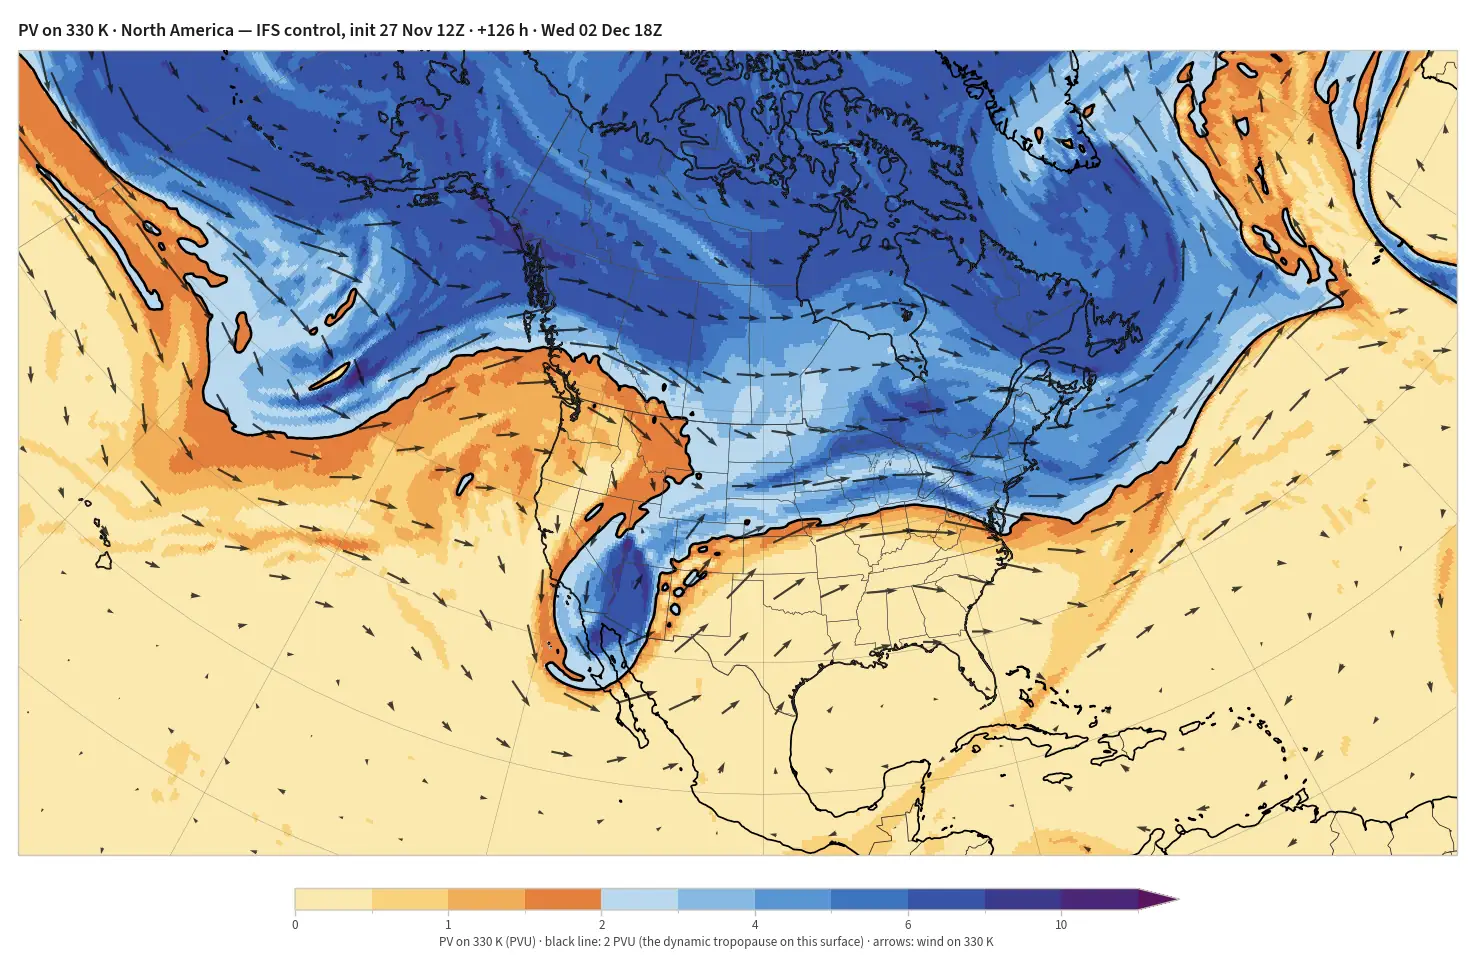 PV on 330 K · North America — IFS control, init 27 Nov 12Z · +126 h · Wed 02 Dec 18Z
0 1 2 4 6 10
PV on 330 K (PVU) · black line: 2 PVU (the dynamic tropopause on this surface) · arrows: wind on 330 K